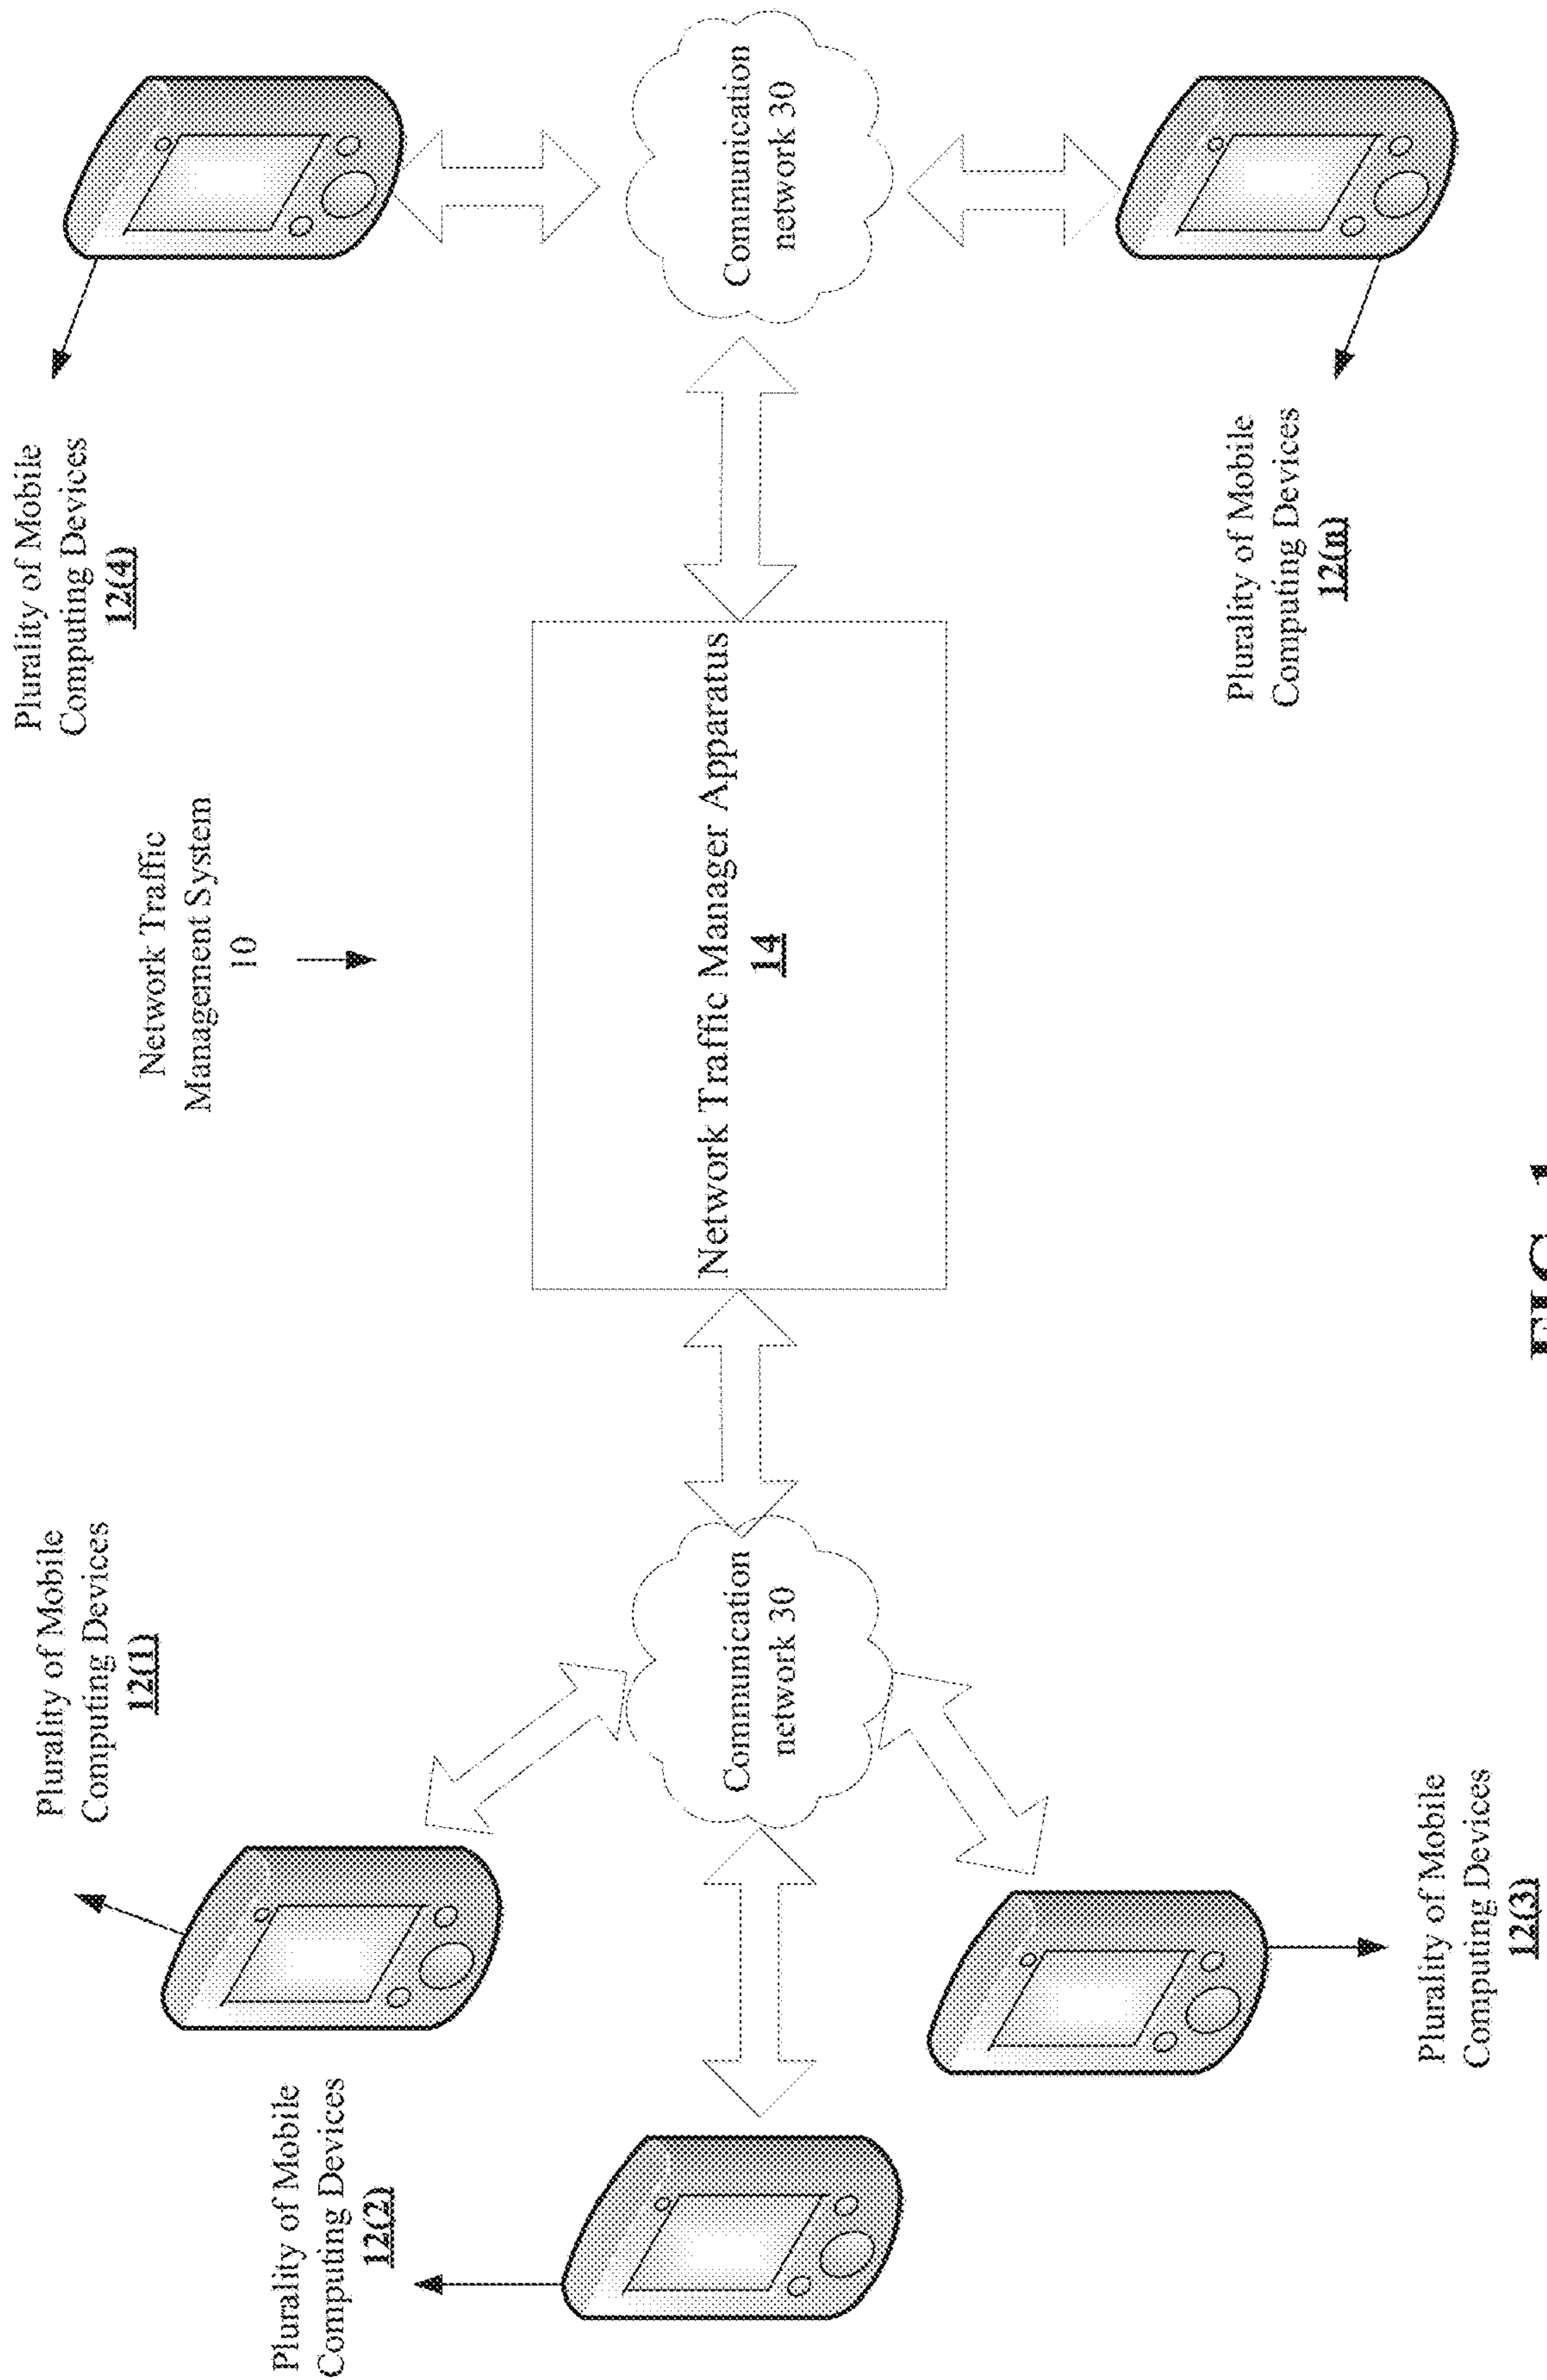 Network Traffic
Management System
10
Plurality of Mobile
Computing Devices
12(1)
Plurality of Mobile
Computing Devices
12(4)
Plurality of Mobile
Computing Devices
12(2)
Communication
network 30
Network Traffic Manager Apparatus
14
Communication
network 30
Plurality of Mobile
Computing Devices
12(3)
Plurality of Mobile
Computing Devices
12(n)
FIG. 1